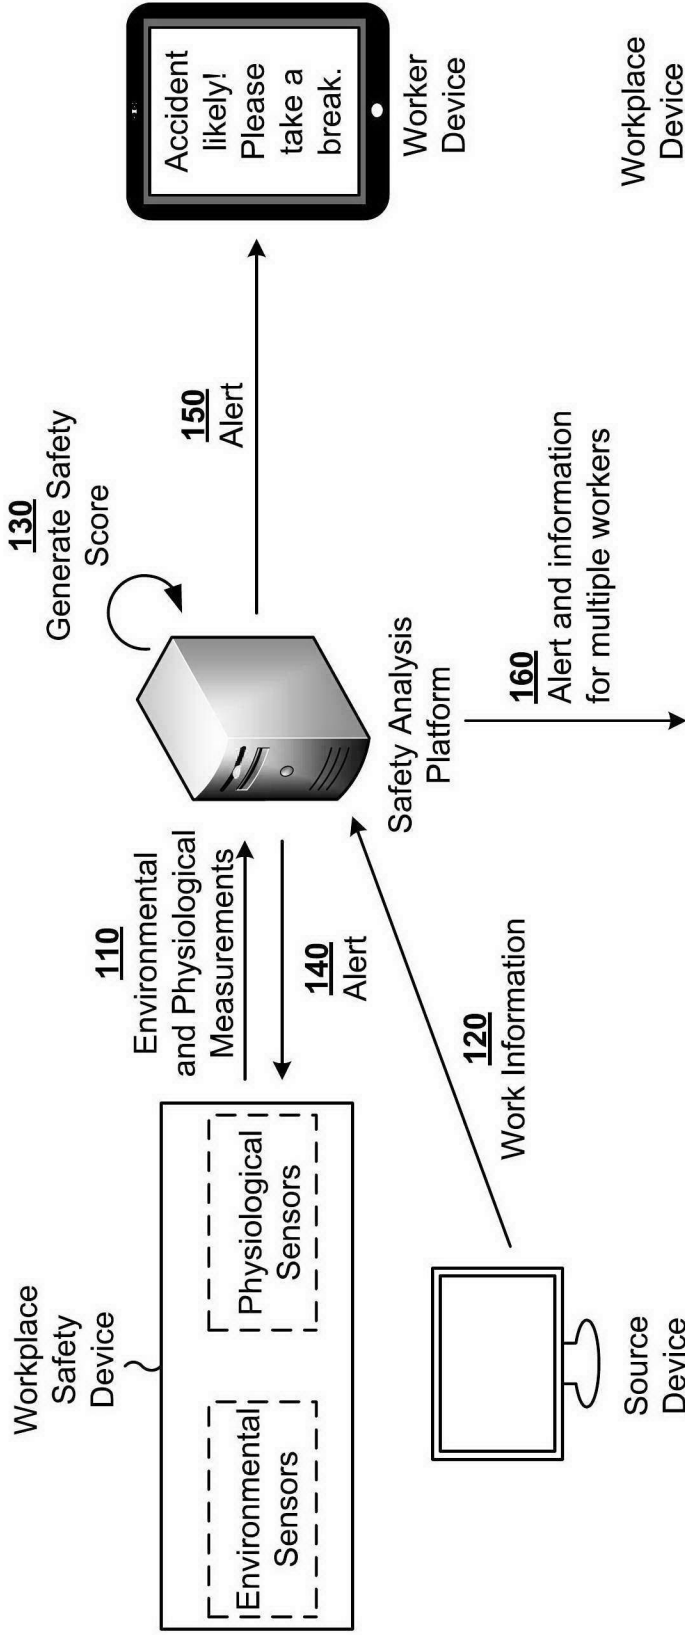 Workplace
Safety
Device
Environmental
Sensors
Physiological
Sensors
110
Environmental
and Physiological
Measurements
140
Alert
130
Generate Safety
Score
150
Alert
Accident
likely!
Please
take a
break.
Worker
Device
Source
Device
120
Work Information
Safety Analysis
Platform
160
Alert and information
for multiple workers
Workplace
Device